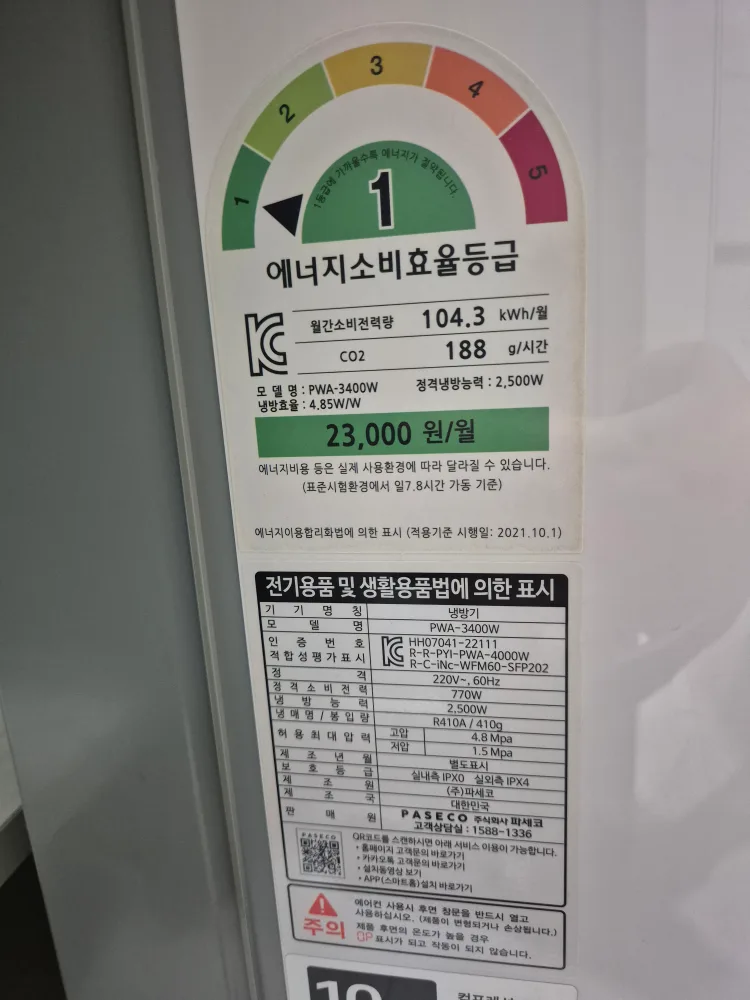 1 2 3 4 5
1등급에 가까울수록 에너지가 절약됩니다.
1
에너지소비효율등급
월간소비전력량 104.3 kWh/월
CO2 188 g/시간
모 델 명 : PWA-3400W 정격냉방능력 : 2,500W
냉방효율 : 4.85W/W
23,000 원/월
에너지비용 등은 실제 사용환경에 따라 달라질 수 있습니다.
(표준시험환경에서 일7.8시간 가동 기준)
에너지이용합리화법에 의한 표시 (적용기준 시행일: 2021.10.1)
전기용품 및 생활용품법에 의한 표시
기 기 명 칭 냉방기
모 델 명 PWA-3400W
인 증 번 호 HH07041-22111
적합성평가표시 R-R-PYI-PWA-4000W
R-C-iNc-WFM60-SFP202
정 격 220V~, 60Hz
정격소비전력 770W
냉 방 능 력 2,500W
냉매명/봉입량 R410A / 410g
허용최대압력 고압 4.8 Mpa
저압 1.5 Mpa
제 조 년 월 별도표시
보 호 등 급 실내측 IPX0 실외측 IPX4
제 조 원 (주)파세코
제 조 국 대한민국
판 매 원 PASECO 주식회사 파세코
고객상담실 : 1588-1336
PASECO
QR코드를 스캔하시면 아래 서비스 이용이 가능합니다.
• 홈페이지 고객문의 바로가기
• 카카오톡 고객문의 바로가기
• 설치동영상 보기
• APP(스마트홈)설치 바로가기
주의
에어컨 사용시 후면 창문을 반드시 열고
사용하십시오. (제품이 변형되거나 손상됩니다.)
제품 후면의 온도가 높을 경우
OP 표시가 되고 작동이 되지 않습니다.
10